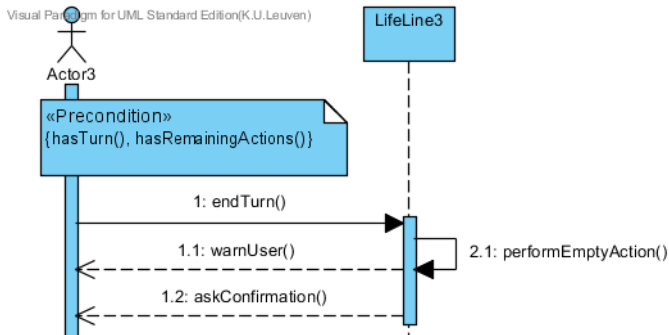 Visual Paradigm for UML Standard Edition(K.U.Leuven)
LifeLine3
Actor3
«Precondition»
{hasTurn(), hasRemainingActions()}
1: endTurn()
1.1: warnUser()
2.1: performEmptyAction()
1.2: askConfirmation()